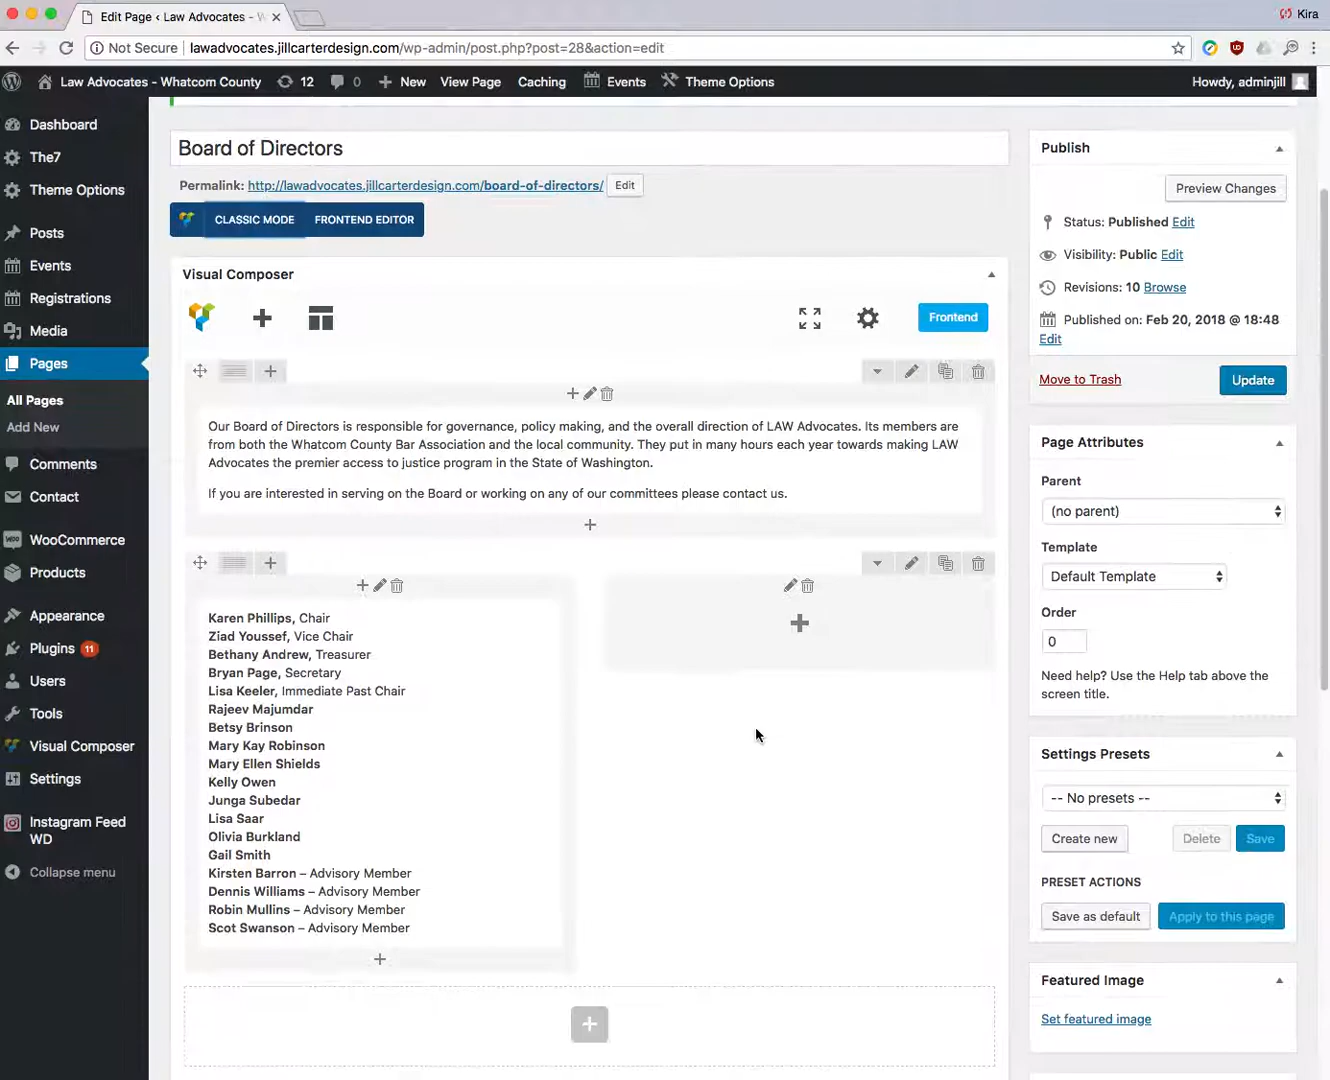 Edit Page ‹ Law Advocates -
Kira
Not Secure lawadvocates.jillcarterdesign.com/wp-admin/post.php?post=28&action=edit
Law Advocates - Whatcom County 12 0 New View Page Caching Events Theme Options Howdy, adminjill
Dashboard
The7
Theme Options
Posts
Events
Registrations
Media
Pages
All Pages
Add New
Comments
Contact
WooCommerce
Products
Appearance
Plugins 11
Users
Tools
Visual Composer
Settings
Instagram Feed
WD
Collapse menu
Board of Directors
Permalink: http://lawadvocates.jillcarterdesign.com/board-of-directors/ Edit
CLASSIC MODE FRONTEND EDITOR
Visual Composer
Frontend
Our Board of Directors is responsible for governance, policy making, and the overall direction of LAW Advocates. Its members are
from both the Whatcom County Bar Association and the local community. They put in many hours each year towards making LAW
Advocates the premier access to justice program in the State of Washington.
If you are interested in serving on the Board or working on any of our committees please contact us.
Karen Phillips, Chair
Ziad Youssef, Vice Chair
Bethany Andrew, Treasurer
Bryan Page, Secretary
Lisa Keeler, Immediate Past Chair
Rajeev Majumdar
Betsy Brinson
Mary Kay Robinson
Mary Ellen Shields
Kelly Owen
Junga Subedar
Lisa Saar
Olivia Burkland
Gail Smith
Kirsten Barron – Advisory Member
Dennis Williams – Advisory Member
Robin Mullins – Advisory Member
Scot Swanson – Advisory Member
Publish
Preview Changes
Status: Published Edit
Visibility: Public Edit
Revisions: 10 Browse
Published on: Feb 20, 2018 @ 18:48
Edit
Move to Trash Update
Page Attributes
Parent
(no parent)
Template
Default Template
Order
0
Need help? Use the Help tab above the
screen title.
Settings Presets
-- No presets --
Create new Delete Save
PRESET ACTIONS
Save as default Apply to this page
Featured Image
Set featured image